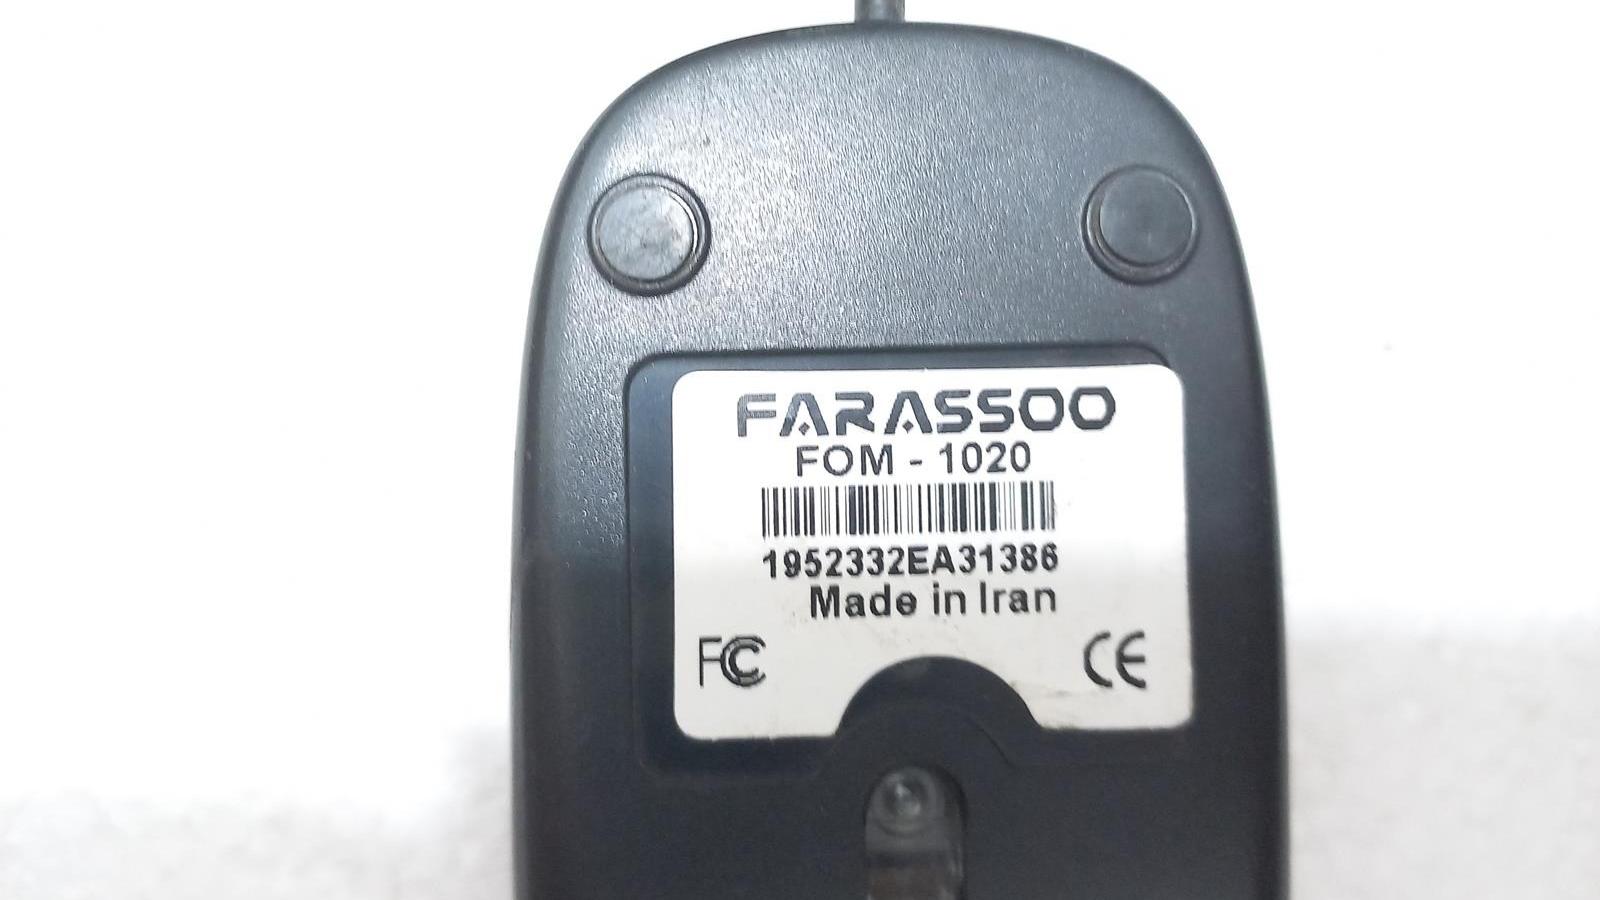 FARASSOO
FOM - 1020
1952332EA31386
Made in Iran
FC CE